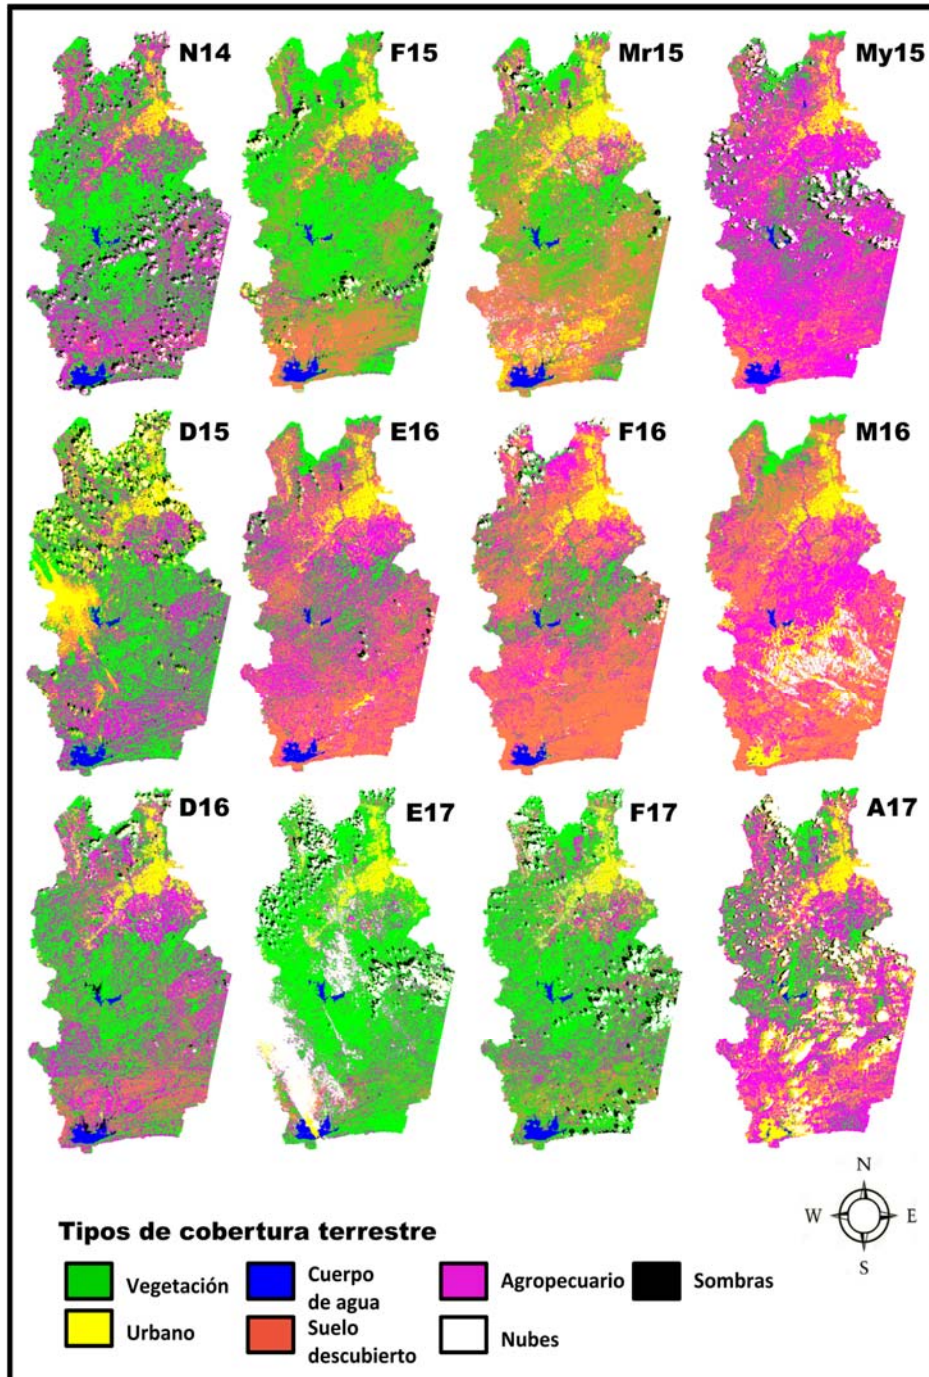 N14
F15
Mr15
My15
D15
E16
F16
M16
D16
E17
F17
A17
N
W
E
S
Tipos de cobertura terrestre
Vegetación
Cuerpo
de agua
Agropecuario
Sombras
Urbano
Suelo
descubierto
Nubes